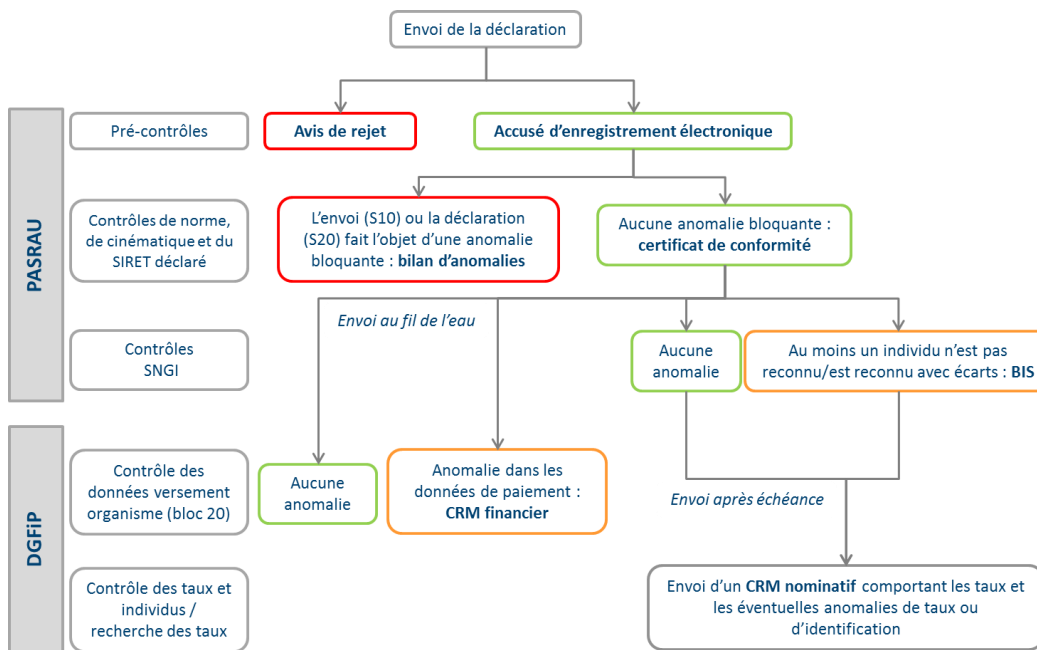 Envoi de la déclaration
PASRAU
Pré-contrôles
Avis de rejet
Accusé d'enregistrement électronique
Contrôles de norme,
de cinématique et du
SIRET déclaré
L'envoi (S10) ou la déclaration
(S20) fait l'objet d'une anomalie
bloquante : bilan d'anomalies
Aucune anomalie bloquante :
certificat de conformité
Envoi au fil de l'eau
Contrôles
SNGI
Aucune
anomalie
Au moins un individu n'est pas
reconnu/est reconnu avec écarts : BIS
DGFiP
Contrôle des
données versement
organisme (bloc 20)
Aucune
anomalie
Anomalie dans les
données de paiement :
CRM financier
Envoi après échéance
Contrôle des taux et
individus /
recherche des taux
Envoi d'un CRM nominatif comportant les taux et
les éventuelles anomalies de taux ou
d'identification